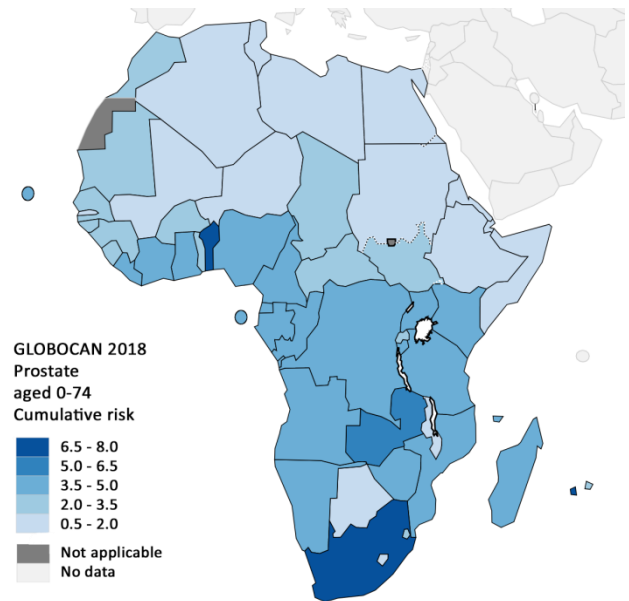 GLOBOCAN 2018
Prostate
aged 0-74
Cumulative risk
6.5 - 8.0
5.0 - 6.5
3.5 - 5.0
2.0 - 3.5
0.5 - 2.0
Not applicable
No data